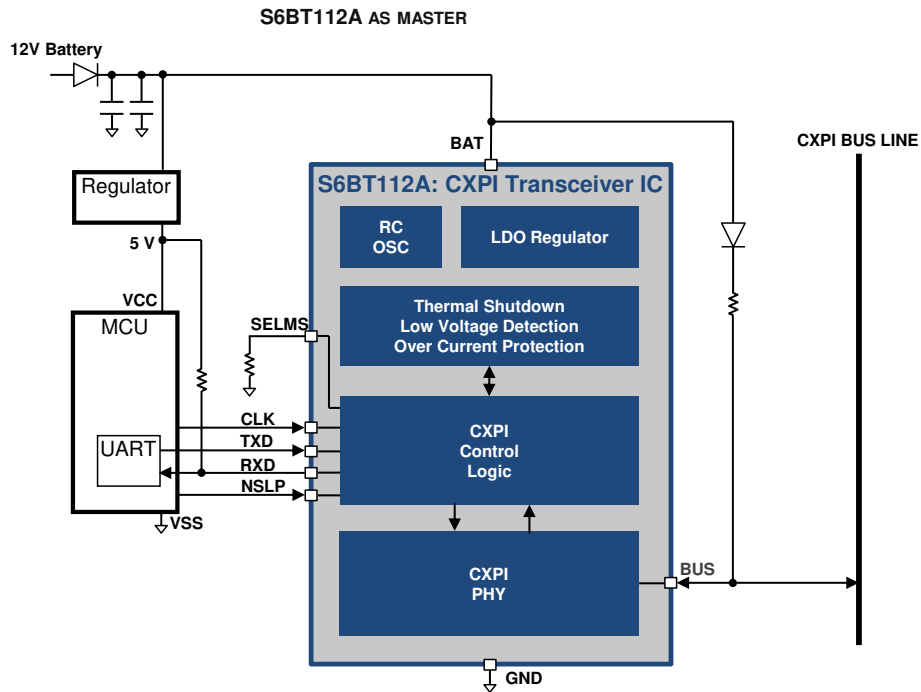 S6BT112A AS MASTER
12V Battery
BAT
CXPI BUS LINE
S6BT112A: CXPI Transceiver IC
Regulator
RC
OSC
LDO Regulator
5 V
VCC
MCU
SELMS
Thermal Shutdown
Low Voltage Detection
Over Current Protection
CLK
TXD
UART
RXD
NSLP
VSS
CXPI
Control
Logic
CXPI
PHY
BUS
GND